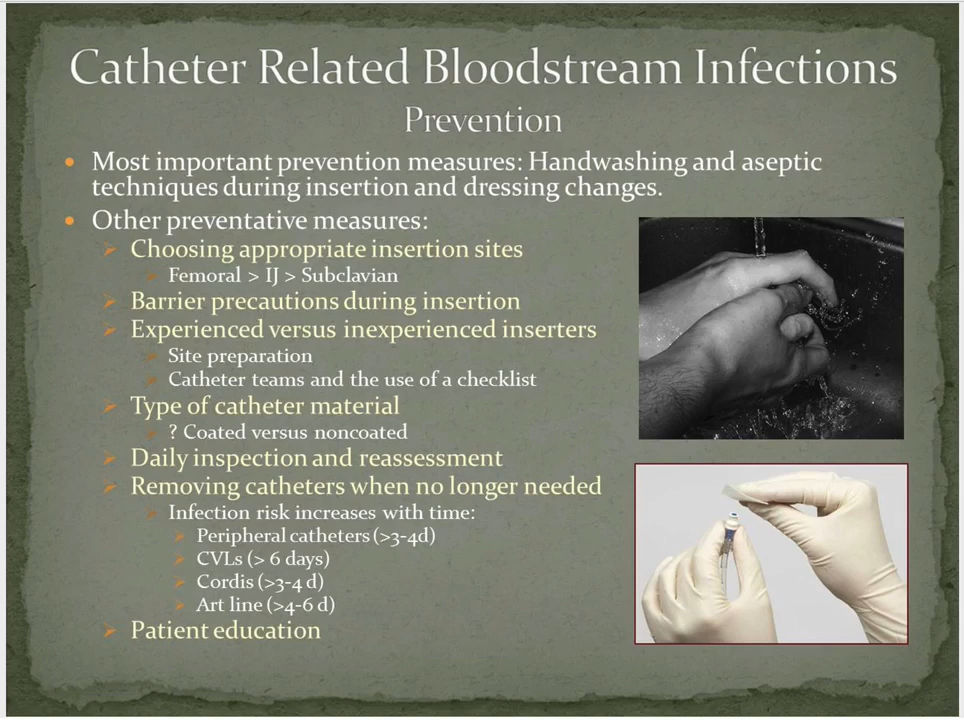 Catheter Related Bloodstream Infections
Prevention
Most important prevention measures: Handwashing and aseptic
techniques during insertion and dressing changes.
Other preventative measures:
Choosing appropriate insertion sites
Femoral > IJ > Subclavian
Barrier precautions during insertion
Experienced versus inexperienced inserters
Site preparation
Catheter teams and the use of a checklist
Type of catheter material
? Coated versus noncoated
Daily inspection and reassessment
Removing catheters when no longer needed
Infection risk increases with time:
Peripheral catheters (>3-4d)
CVLs (> 6 days)
Cordis (>3-4 d)
Art line (>4-6 d)
Patient education